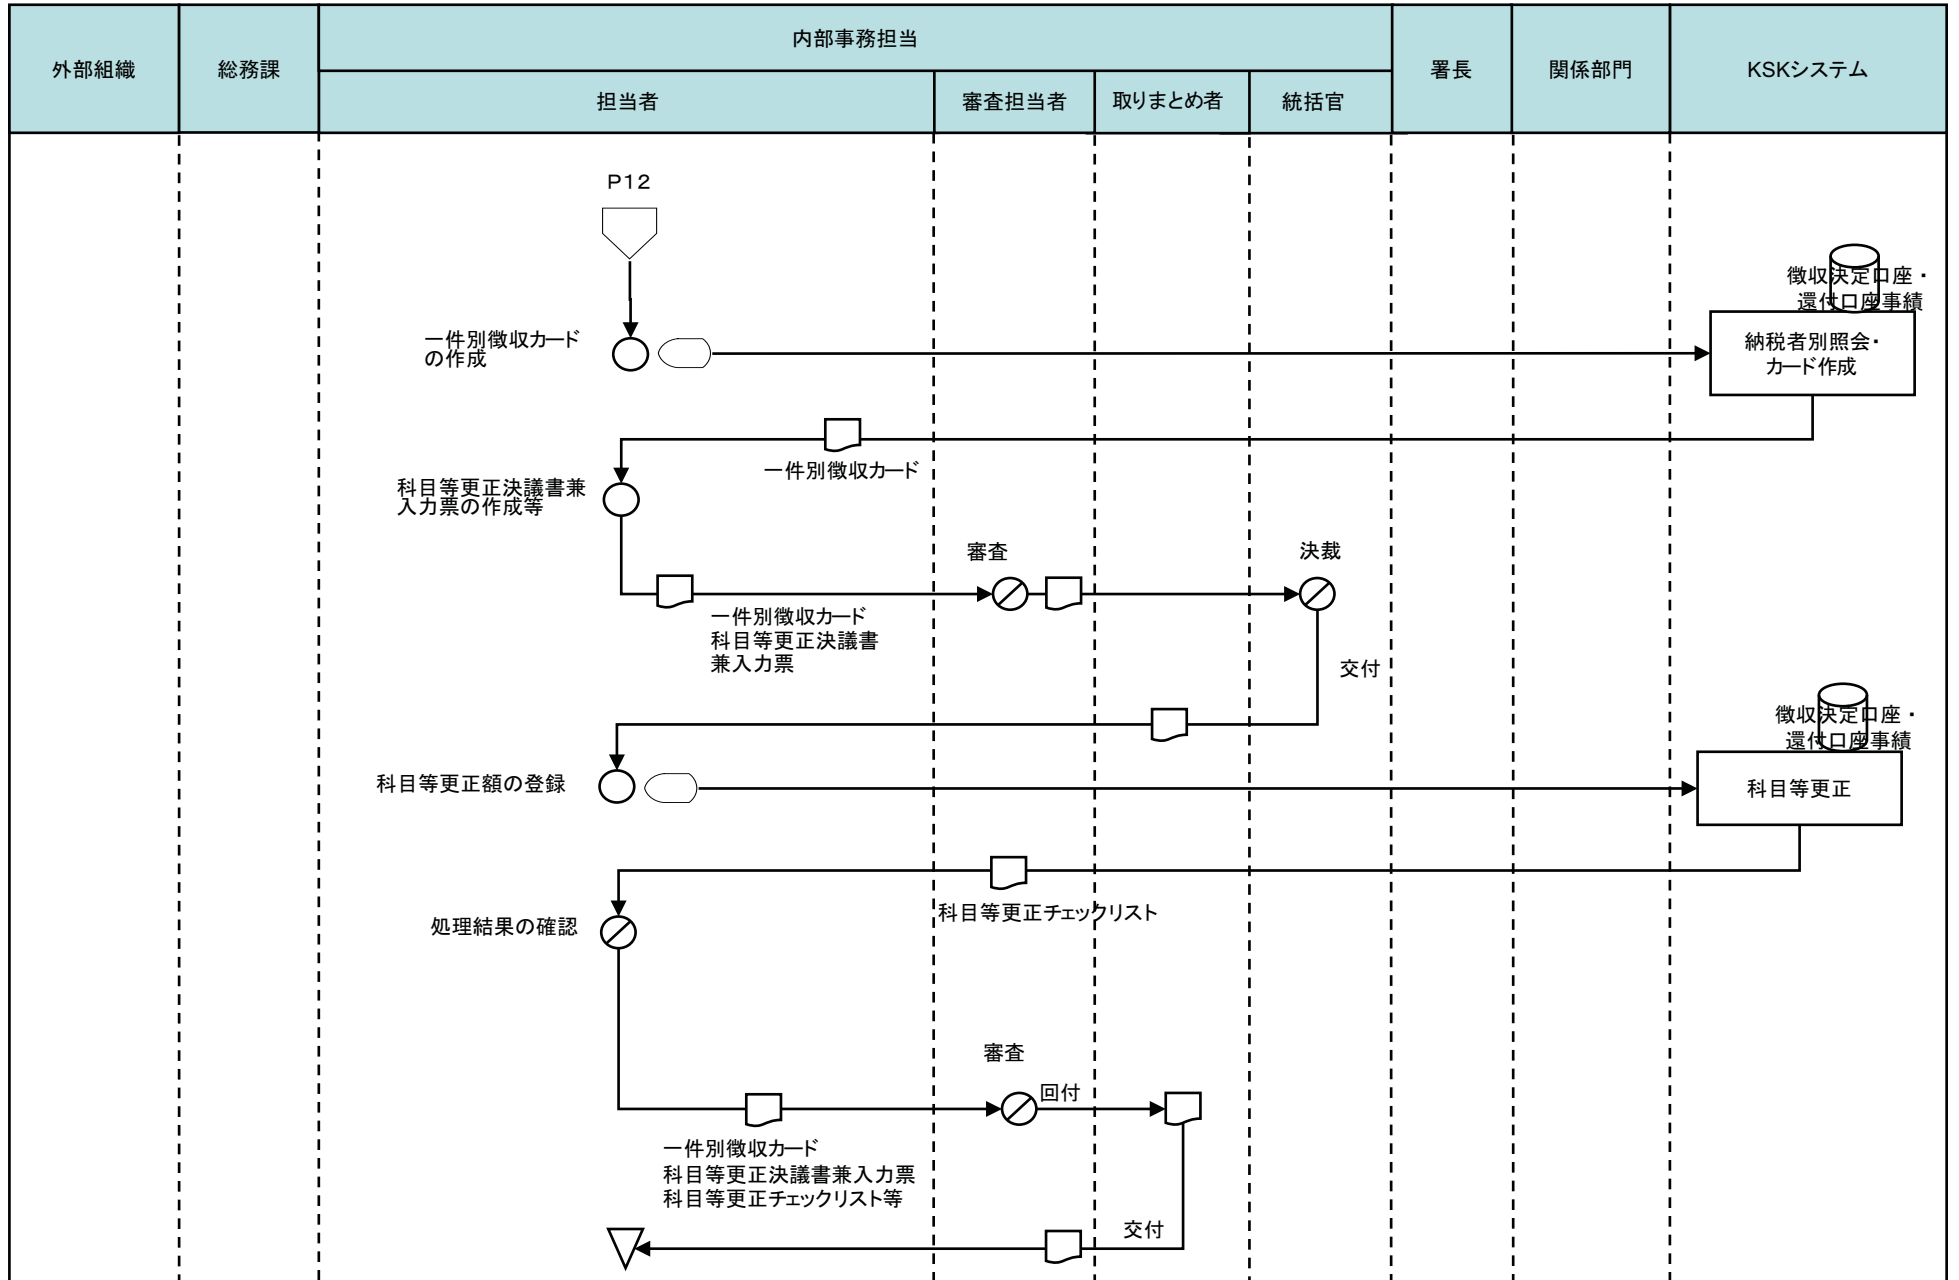 外部組織
総務課
内部事務担当
担当者
審査担当者
取りまとめ者
統括官
署長
関係部門
KSKシステム
P12
徴収決定口座・
還付口座事績
一件別徴収カード
の作成
納税者別照会・
カード作成
一件別徴収カード
科目等更正決議書兼
入力票の作成等
審査
決裁
一件別徴収カード
科目等更正決議書
兼入力票
交付
徴収決定口座・
還付口座事績
科目等更正額の登録
科目等更正
科目等更正チェックリスト
処理結果の確認
審査
回付
一件別徴収カード
科目等更正決議書兼入力票
科目等更正チェックリスト等
交付